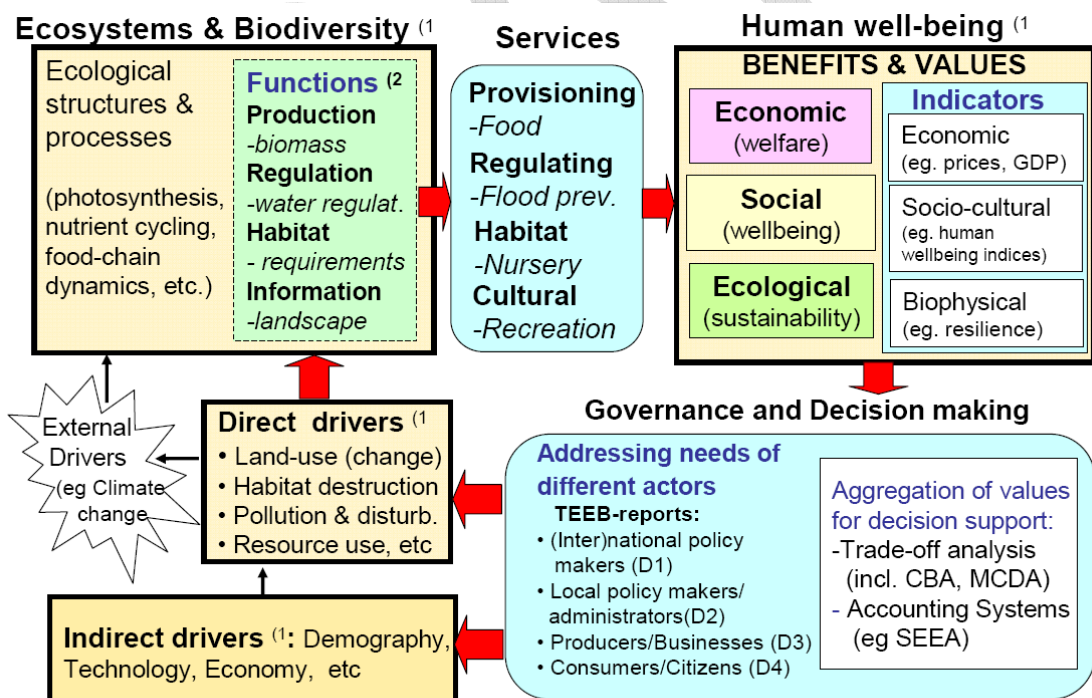 Ecosystems & Biodiversity (1
Ecological
structures &
processes
(photosynthesis,
nutrient cycling,
food-chain
dynamics, etc.)
Functions (2
Production
-biomass
Regulation
-water regulat.
Habitat
- requirements
Information
-landscape
Services
Provisioning
-Food
Regulating
-Flood prev.
Habitat
-Nursery
Cultural
-Recreation
Human well-being (1
BENEFITS & VALUES
Economic
(welfare)
Social
(wellbeing)
Ecological
(sustainability)
Indicators
Economic
(eg. prices, GDP)
Socio-cultural
(eg. human
wellbeing indices)
Biophysical
(eg. resilience)
External
Drivers
(eg Climate
change
Direct drivers (1
• Land-use (change)
• Habitat destruction
• Pollution & disturb.
• Resource use, etc
Indirect drivers (1: Demography,
Technology, Economy, etc
Governance and Decision making
Addressing needs of
different actors
TEEB-reports:
• (Inter)national policy
makers (D1)
• Local policy makers/
administrators(D2)
• Producers/Businesses (D3)
• Consumers/Citizens (D4)
Aggregation of values
for decision support:
-Trade-off analysis
(incl. CBA, MCDA)
- Accounting Systems
(eg SEEA)